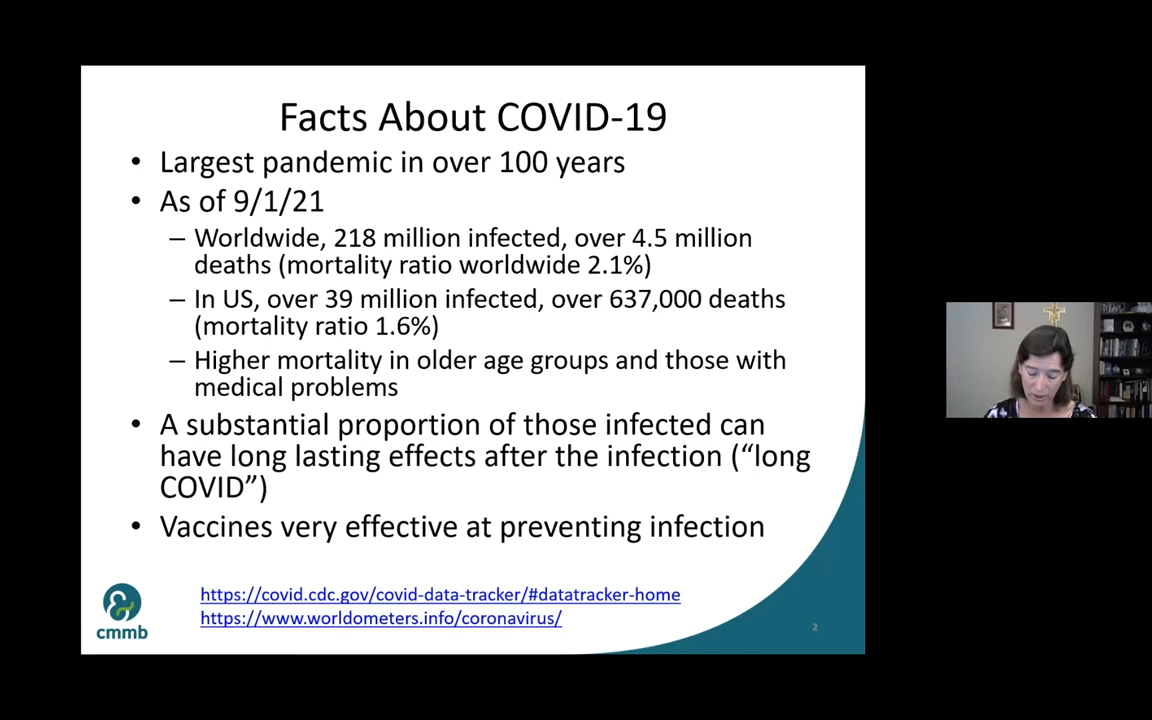 Facts About COVID-19
• Largest pandemic in over 100 years
• As of 9/1/21
– Worldwide, 218 million infected, over 4.5 million
deaths (mortality ratio worldwide 2.1%)
– In US, over 39 million infected, over 637,000 deaths
(mortality ratio 1.6%)
– Higher mortality in older age groups and those with
medical problems
• A substantial proportion of those infected can
have long lasting effects after the infection (“long
COVID”)
• Vaccines very effective at preventing infection
https://covid.cdc.gov/covid-data-tracker/#datatracker-home
https://www.worldometers.info/coronavirus/
cmmb
2